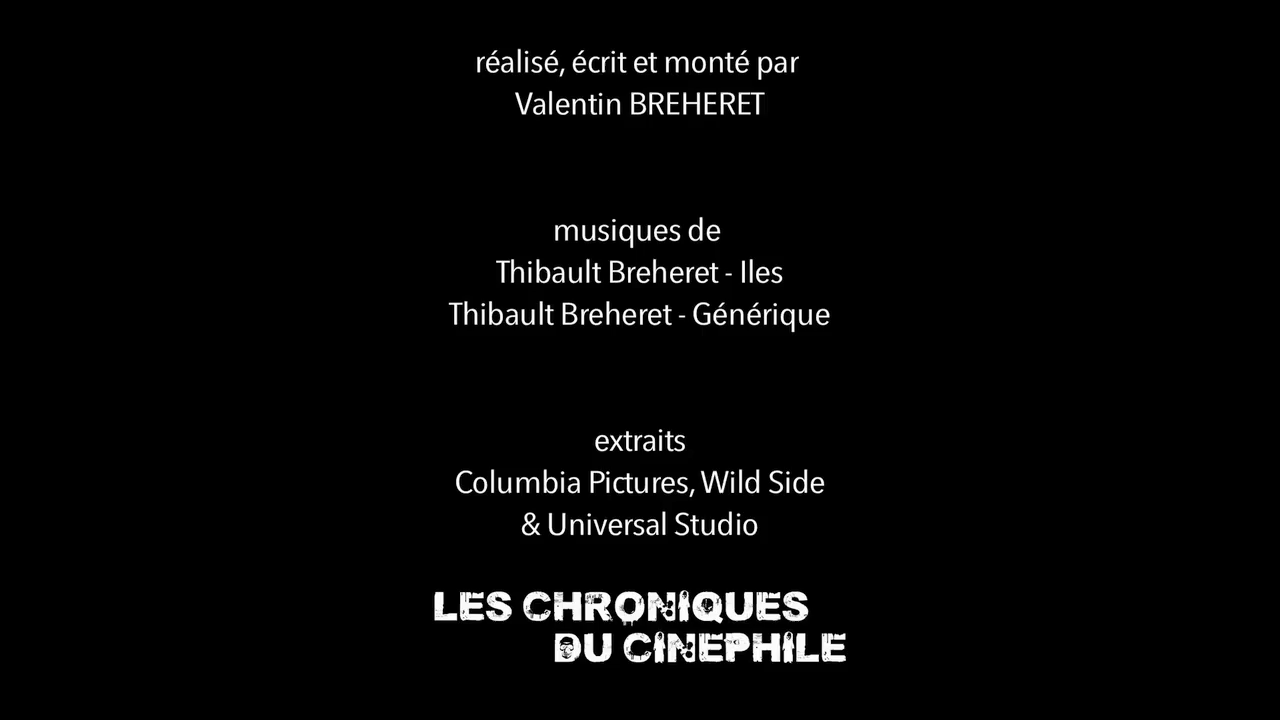 réalisé, écrit et monté par
Valentin BREHERET
musiques de
Thibault Breheret - Iles
Thibault Breheret - Générique
extraits
Columbia Pictures, Wild Side
& Universal Studio
LES CHRONIQUES
DU CINEPHILE